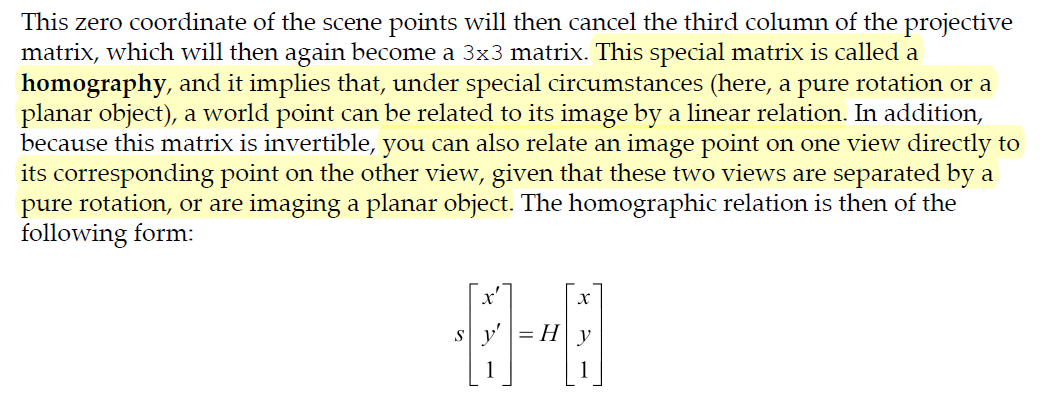 This zero coordinate of the scene points will then cancel the third column of the projective
matrix, which will then again become a 3x3 matrix. This special matrix is called a
homography, and it implies that, under special circumstances (here, a pure rotation or a
planar object), a world point can be related to its image by a linear relation. In addition,
because this matrix is invertible, you can also relate an image point on one view directly to
its corresponding point on the other view, given that these two views are separated by a
pure rotation, or are imaging a planar object. The homographic relation is then of the
following form:
x' x
s y' = H y
1 1